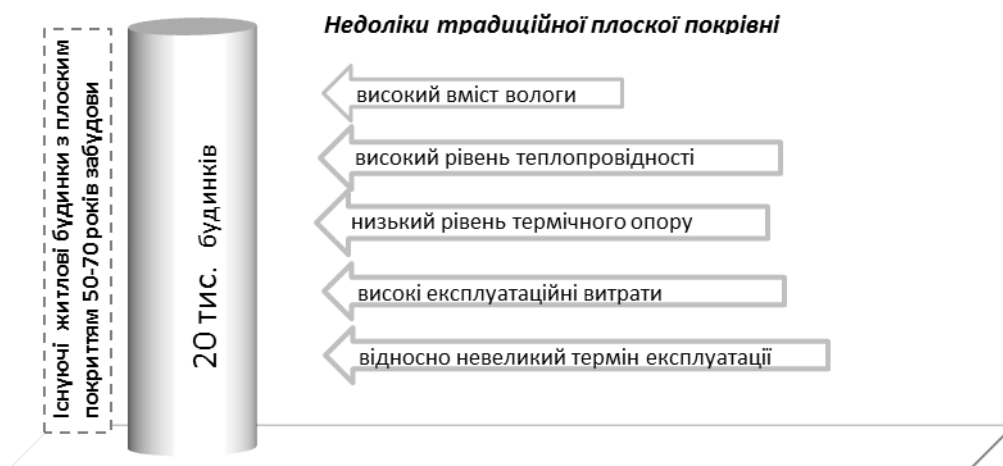 Недоліки традиційної плоскої покрівні
Існуючі житлові будинки з плоским
покриттям 50-70 років забудови
20 тис. будинків
високий вміст вологи
високий рівень теплопровідності
низький рівень термічного опору
високі експлуатаційні витрати
відносно невеликий термін експлуатації